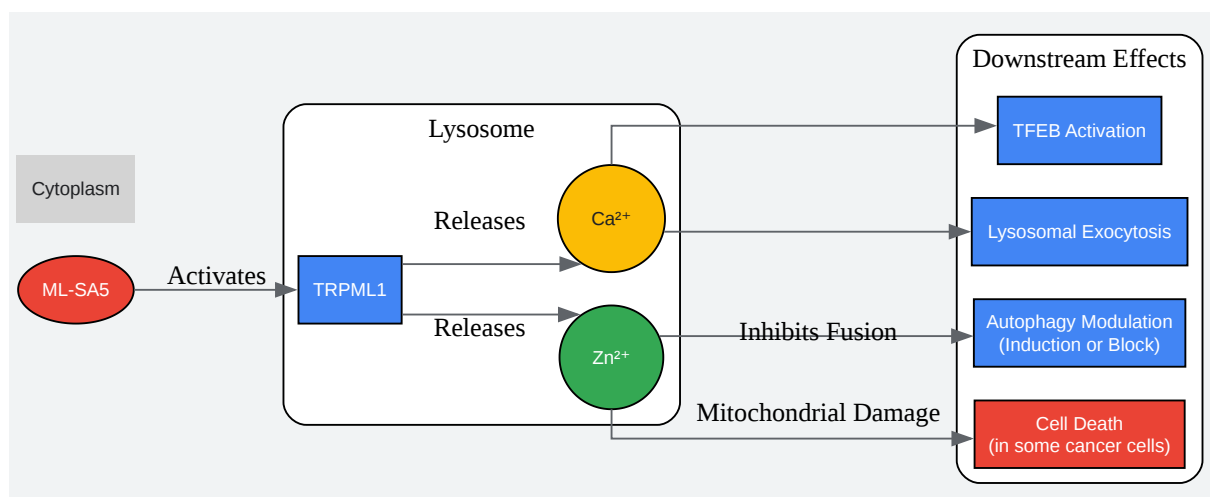 Downstream Effects
Lysosome
TFEB Activation
Cytoplasm
Releases
Ca²⁺
Lysosomal Exocytosis
ML-SA5
Activates
TRPML1
Releases
Zn²⁺
Inhibits Fusion
Autophagy Modulation
(Induction or Block)
Mitochondrial Damage
Cell Death
(in some cancer cells)